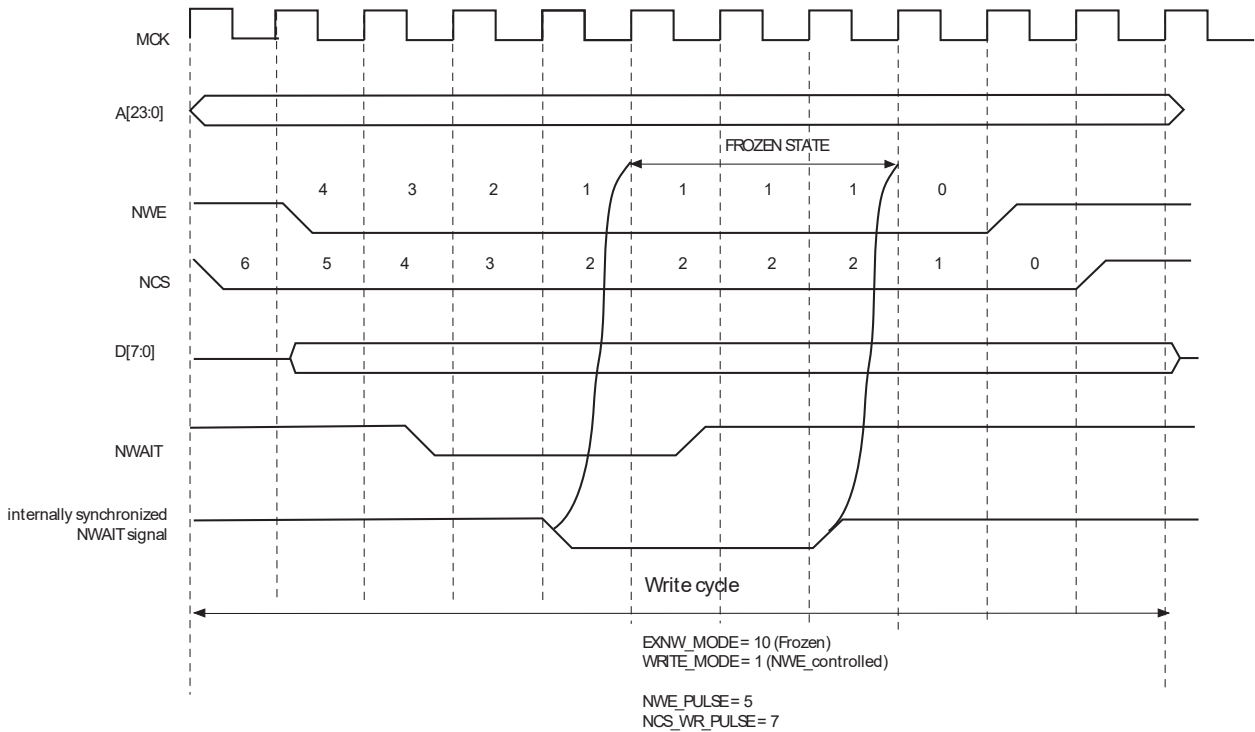 MCK
A[23:0]
FROZEN STATE
4 3 2 1 1 1 1 0
NWE
6 5 4 3 2 2 2 2 1 0
NCS
D[7:0]
NWAIT
internally synchronized
NWAIT signal
Write cycle
EXNW_MODE = 10 (Frozen)
WRITE_MODE = 1 (NWE_controlled)
NWE_PULSE = 5
NCS_WR_PULSE = 7